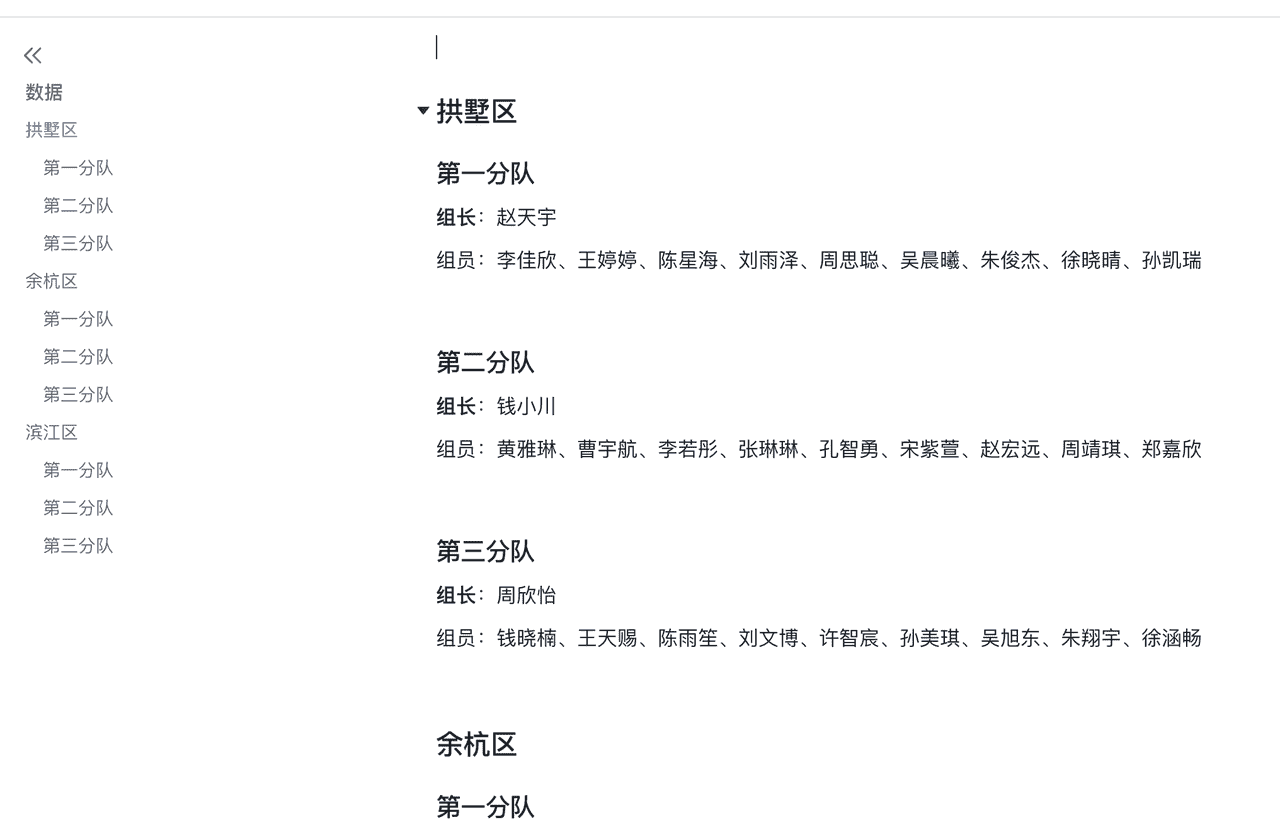 数据
拱墅区
第一分队
第二分队
第三分队
余杭区
第一分队
第二分队
第三分队
滨江区
第一分队
第二分队
第三分队
拱墅区
第一分队
组长：赵天宇
组员：李佳欣、王婷婷、陈星海、刘雨泽、周思聪、吴晨曦、朱俊杰、徐晓晴、孙凯瑞
第二分队
组长：钱小川
组员：黄雅琳、曹宇航、李若彤、张琳琳、孔智勇、宋紫萱、赵宏远、周靖琪、郑嘉欣
第三分队
组长：周欣怡
组员：钱晓楠、王天赐、陈雨笙、刘文博、许智宸、孙美琪、吴旭东、朱翔宇、徐涵畅
余杭区
第一分队